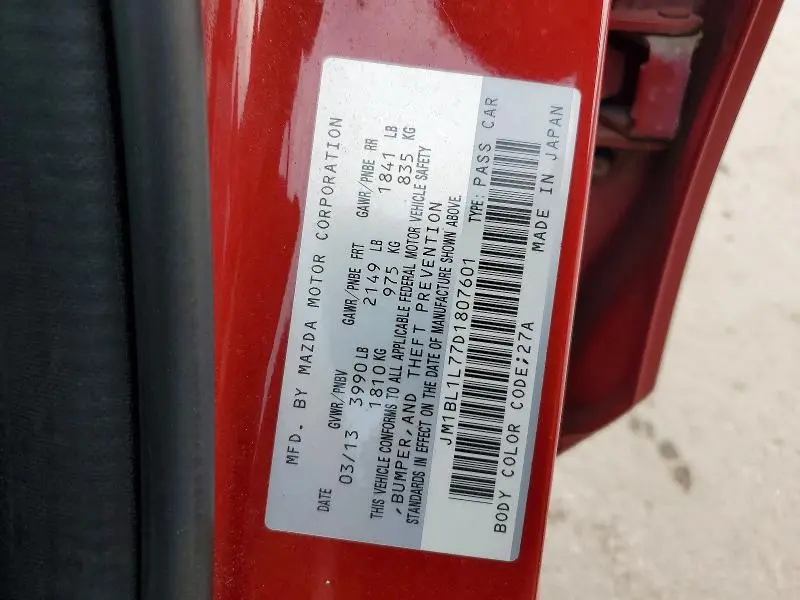 MFD. BY MAZDA MOTOR CORPORATION
DATE GVWR/PNBV GAWR/PNBE FRT GAWR/PNBE RR
03/13 3990 LB 2149 LB 1841 LB
1810 KG 975 KG 835 KG
THIS VEHICLE CONFORMS TO ALL APPLICABLE FEDERAL MOTOR VEHICLE SAFETY
,BUMPER,AND THEFT PREVENTION
STANDARDS IN EFFECT ON THE DATE OF MANUFACTURE SHOWN ABOVE.
JM1BL1L77D1807601 TYPE: PASS CAR
BODY COLOR CODE;27A MADE IN JAPAN